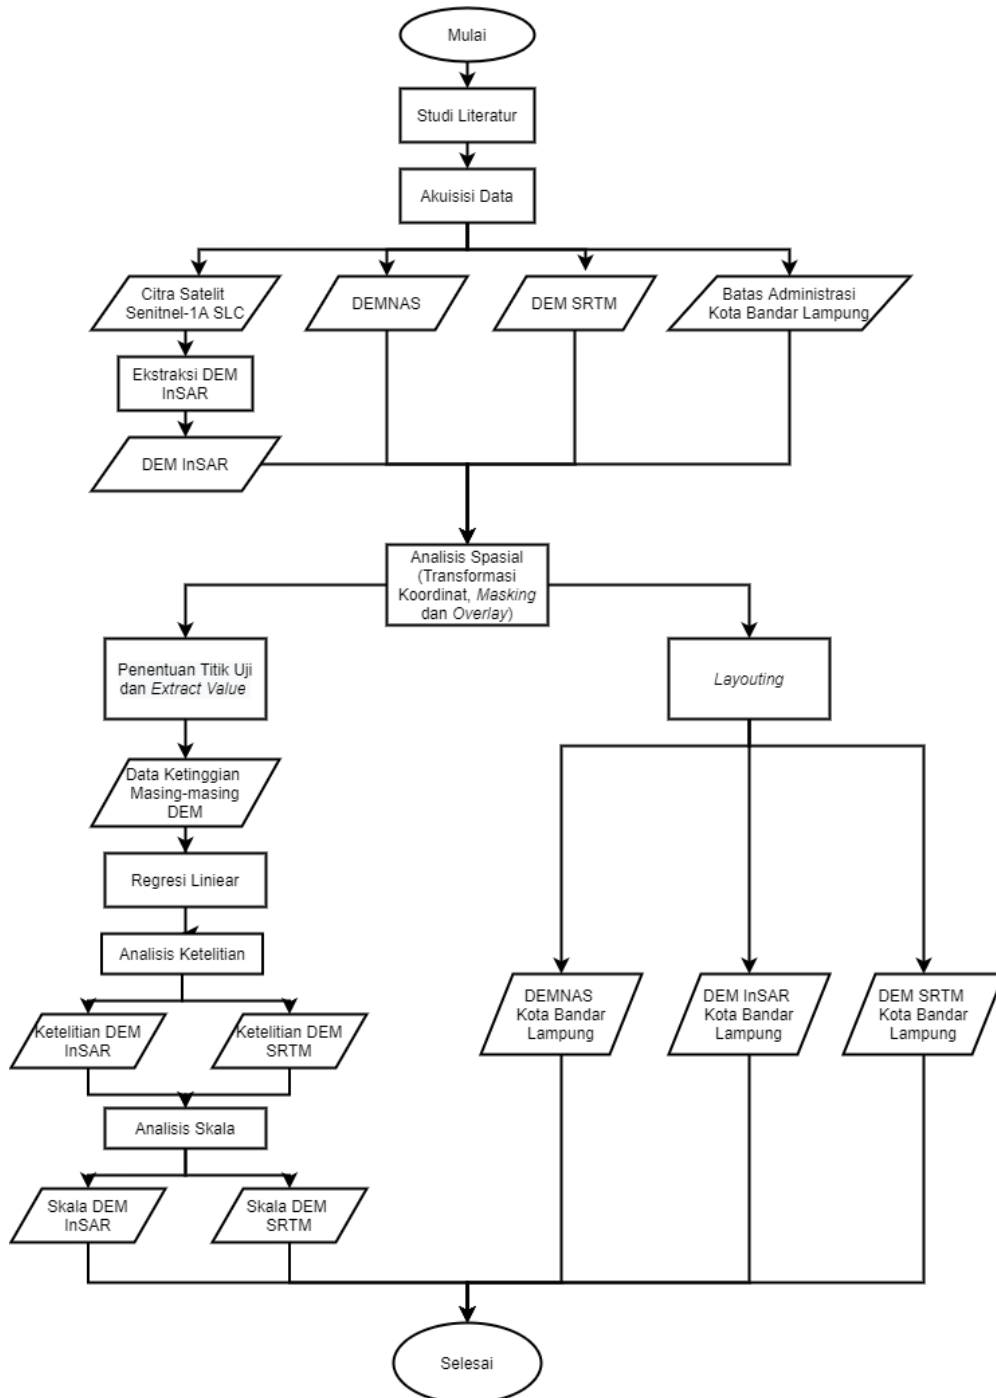 Mulai
Studi Literatur
Akuisisi Data
Citra Satelit
Senitnel-1A SLC
DEMNAS
DEM SRTM
Batas Administrasi
Kota Bandar Lampung
Ekstraksi DEM
InSAR
DEM InSAR
Analisis Spasial
(Transformasi
Koordinat, Masking
dan Overlay)
Penentuan Titik Uji
dan Extract Value
Layouting
Data Ketinggian
Masing-masing
DEM
Regresi Liniear
Analisis Ketelitian
DEMNAS
Kota Bandar
Lampung
DEM InSAR
Kota Bandar
Lampung
DEM SRTM
Kota Bandar
Lampung
Ketelitian DEM
InSAR
Ketelitian DEM
SRTM
Analisis Skala
Skala DEM
InSAR
Skala DEM
SRTM
Selesai